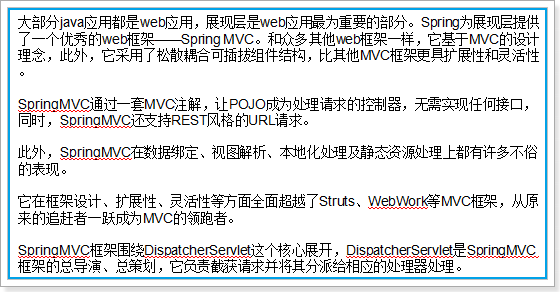 大部分java应用都是web应用，展现层是web应用最为重要的部分。Spring为展现层提供
了一个优秀的web框架——Spring MVC。和众多其他web框架一样，它基于MVC的设计
理念，此外，它采用了松散耦合可插拔组件结构，比其他MVC框架更具扩展性和灵活性
。
SpringMVC通过一套MVC注解，让POJO成为处理请求的控制器，无需实现任何接口，
同时，SpringMVC还支持REST风格的URL请求。
此外，SpringMVC在数据绑定、视图解析、本地化处理及静态资源处理上都有许多不俗
的表现。
它在框架设计、扩展性、灵活性等方面全面超越了Struts、WebWork等MVC框架，从原
来的追赶者一跃成为MVC的领跑者。
SpringMVC框架围绕DispatcherServlet这个核心展开，DispatcherServlet是SpringMVC
框架的总导演、总策划，它负责截获请求并将其分派给相应的处理器处理。